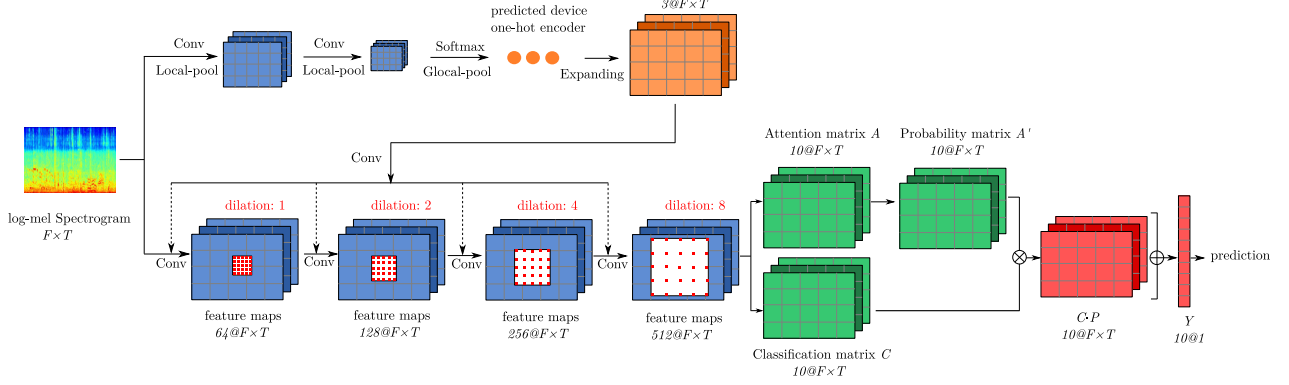 3@F×T
predicted device
one-hot encoder
Conv
Local-pool
Conv
Local-pool
Softmax
Glocal-pool
Expanding
log-mel Spectrogram
F×T
Conv
dilation: 1
dilation: 2
dilation: 4
dilation: 8
Conv
Conv
Conv
Conv
feature maps
64@F×T
feature maps
128@F×T
feature maps
256@F×T
feature maps
512@F×T
Attention matrix A
10@F×T
Probability matrix A'
10@F×T
Classification matrix C
10@F×T
C·P
10@F×T
Y
10@1
prediction